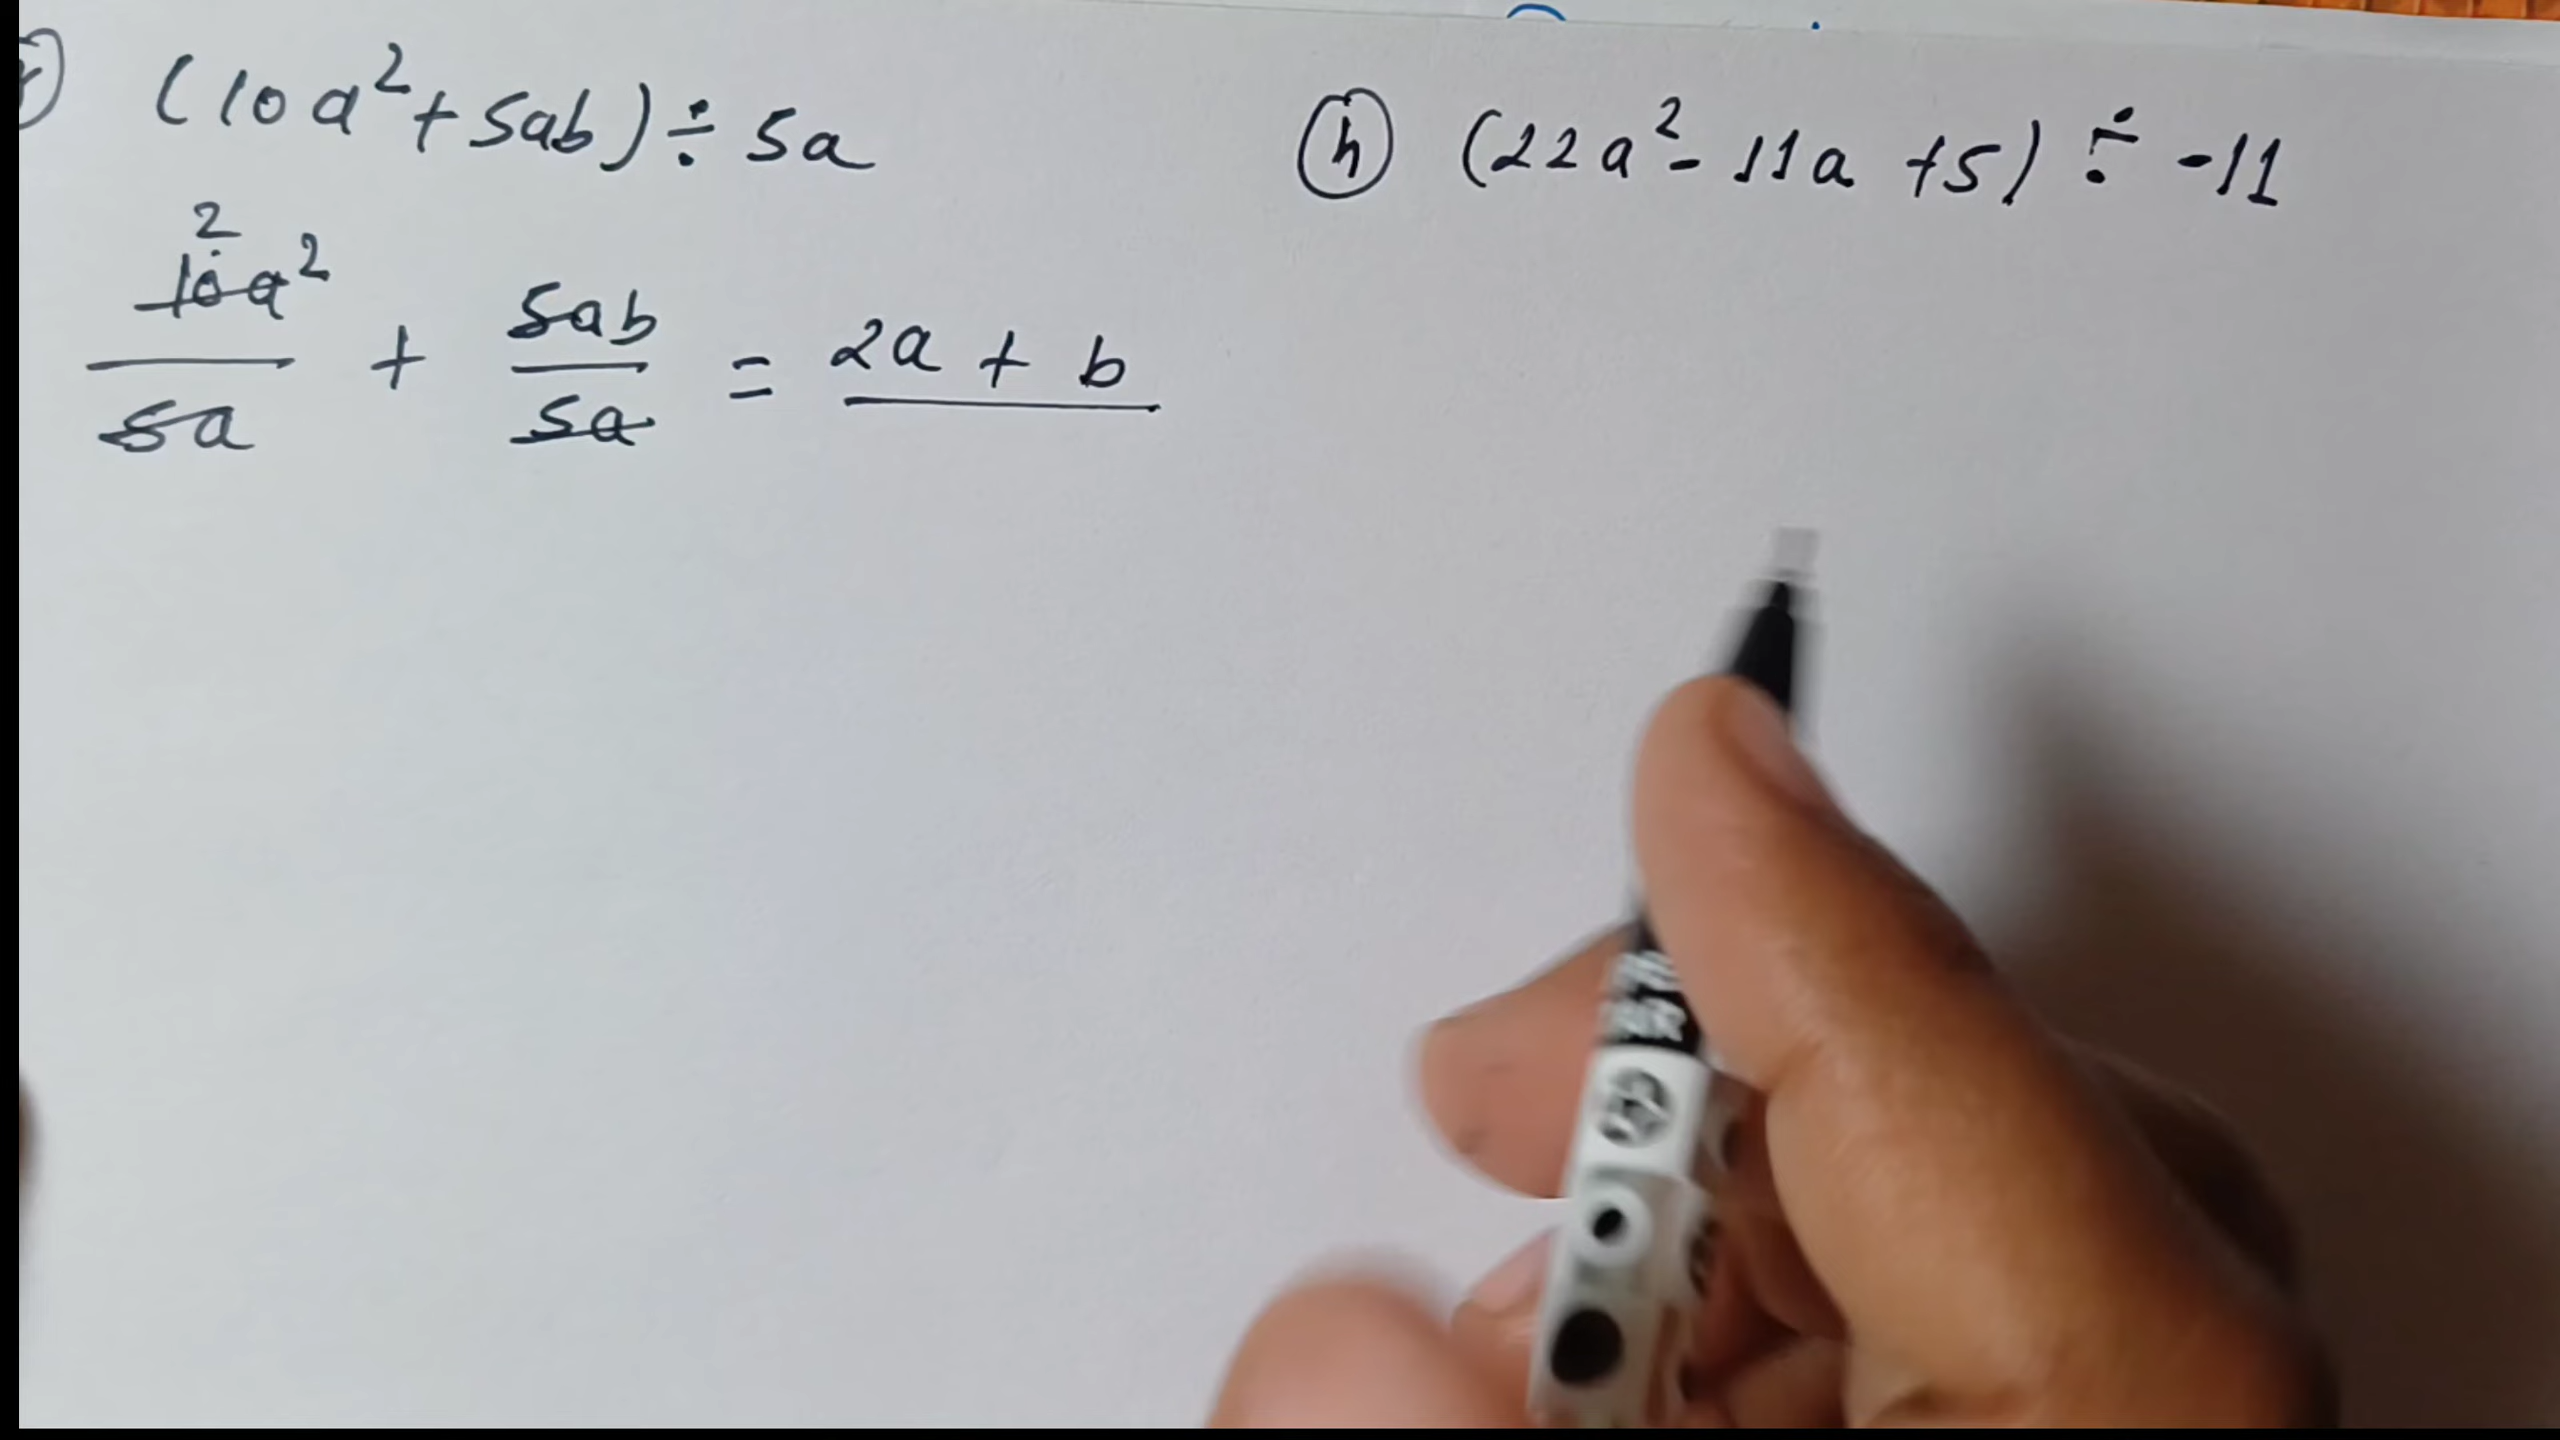 (10a²+5ab)÷5a
2
10a²/5a + 5ab/5a = 2a + b
(h) (22a²-11a +5) ÷ -11